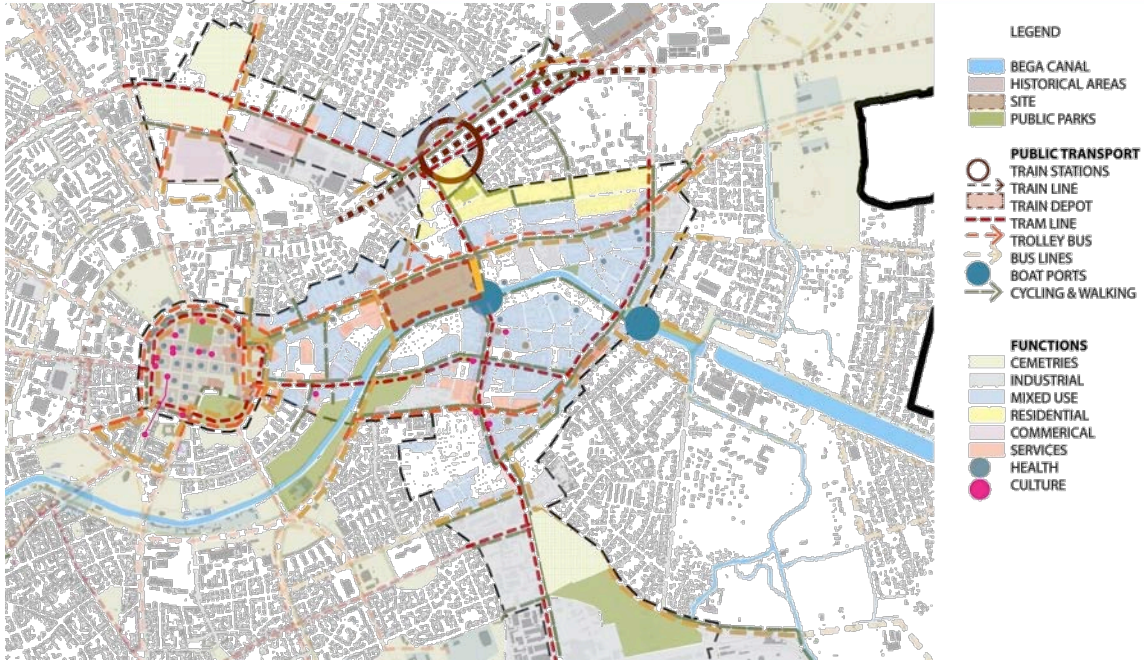 LEGEND
BEGA CANAL
HISTORICAL AREAS
SITE
PUBLIC PARKS
PUBLIC TRANSPORT
TRAIN STATIONS
TRAIN LINE
TRAIN DEPOT
TRAM LINE
TROLLEY BUS
BUS LINES
BOAT PORTS
CYCLING & WALKING
FUNCTIONS
CEMETRIES
INDUSTRIAL
MIXED USE
RESIDENTIAL
COMMERICAL
SERVICES
HEALTH
CULTURE